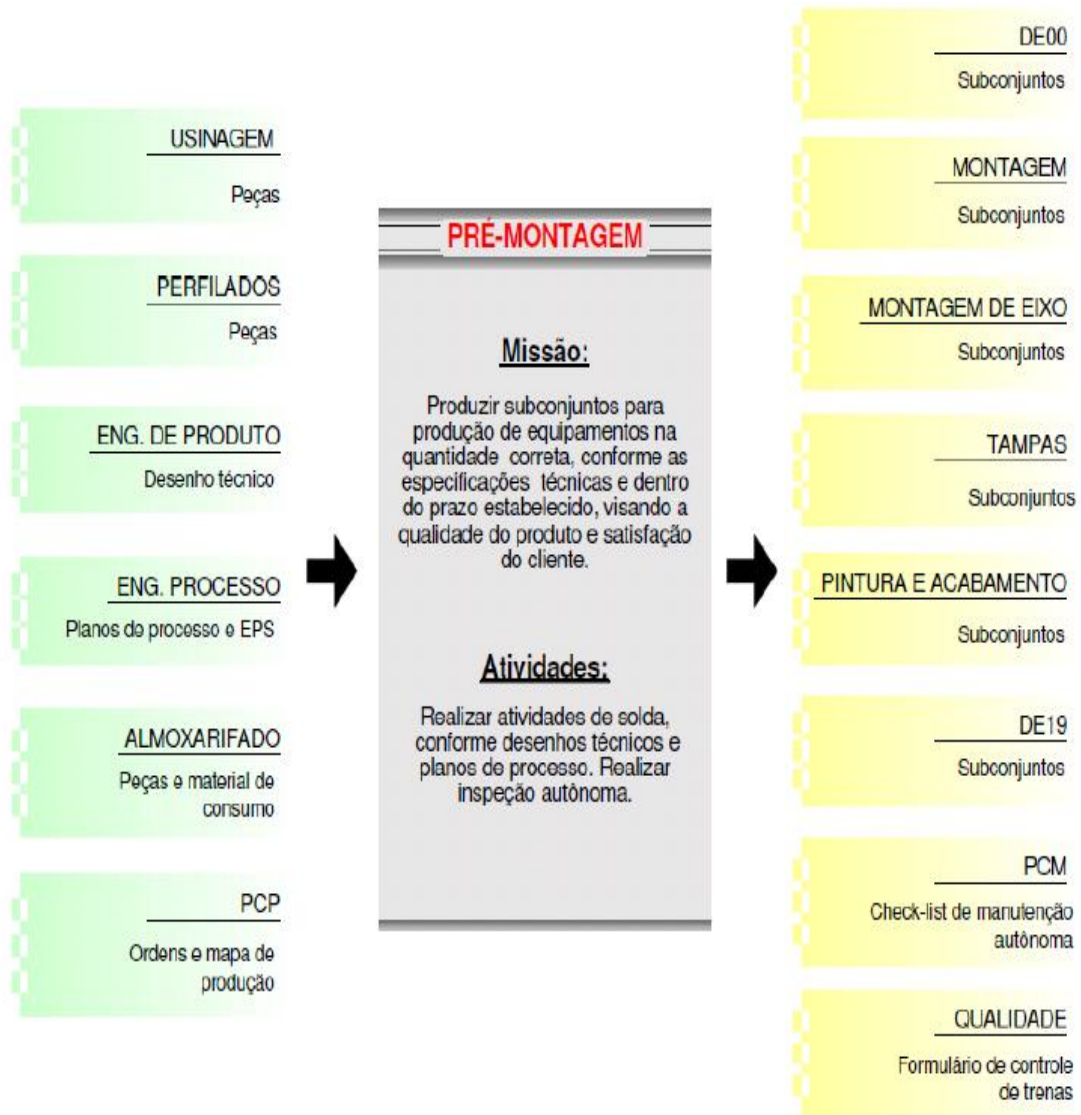 USINAGEM
Peças
PERFILADOS
Peças
ENG. DE PRODUTO
Desenho técnico
ENG. PROCESSO
Planos de processo e EPS
ALMOXARIFADO
Peças e material de
consumo
PCP
Ordens e mapa de
produção
PRÉ-MONTAGEM
Missão:
Produzir subconjuntos para
produção de equipamentos na
quantidade correta, conforme as
especificações técnicas e dentro
do prazo estabelecido, visando a
qualidade do produto e satisfação
do cliente.
Atividades:
Realizar atividades de solda,
conforme desenhos técnicos e
planos de processo. Realizar
inspeção autônoma.
DE00
Subconjuntos
MONTAGEM
Subconjuntos
MONTAGEM DE EIXO
Subconjuntos
TAMPAS
Subconjuntos
PINTURA E ACABAMENTO
Subconjuntos
DE19
Subconjuntos
PCM
Check-list de manutenção
autônoma
QUALIDADE
Formulário de controle
de trenas